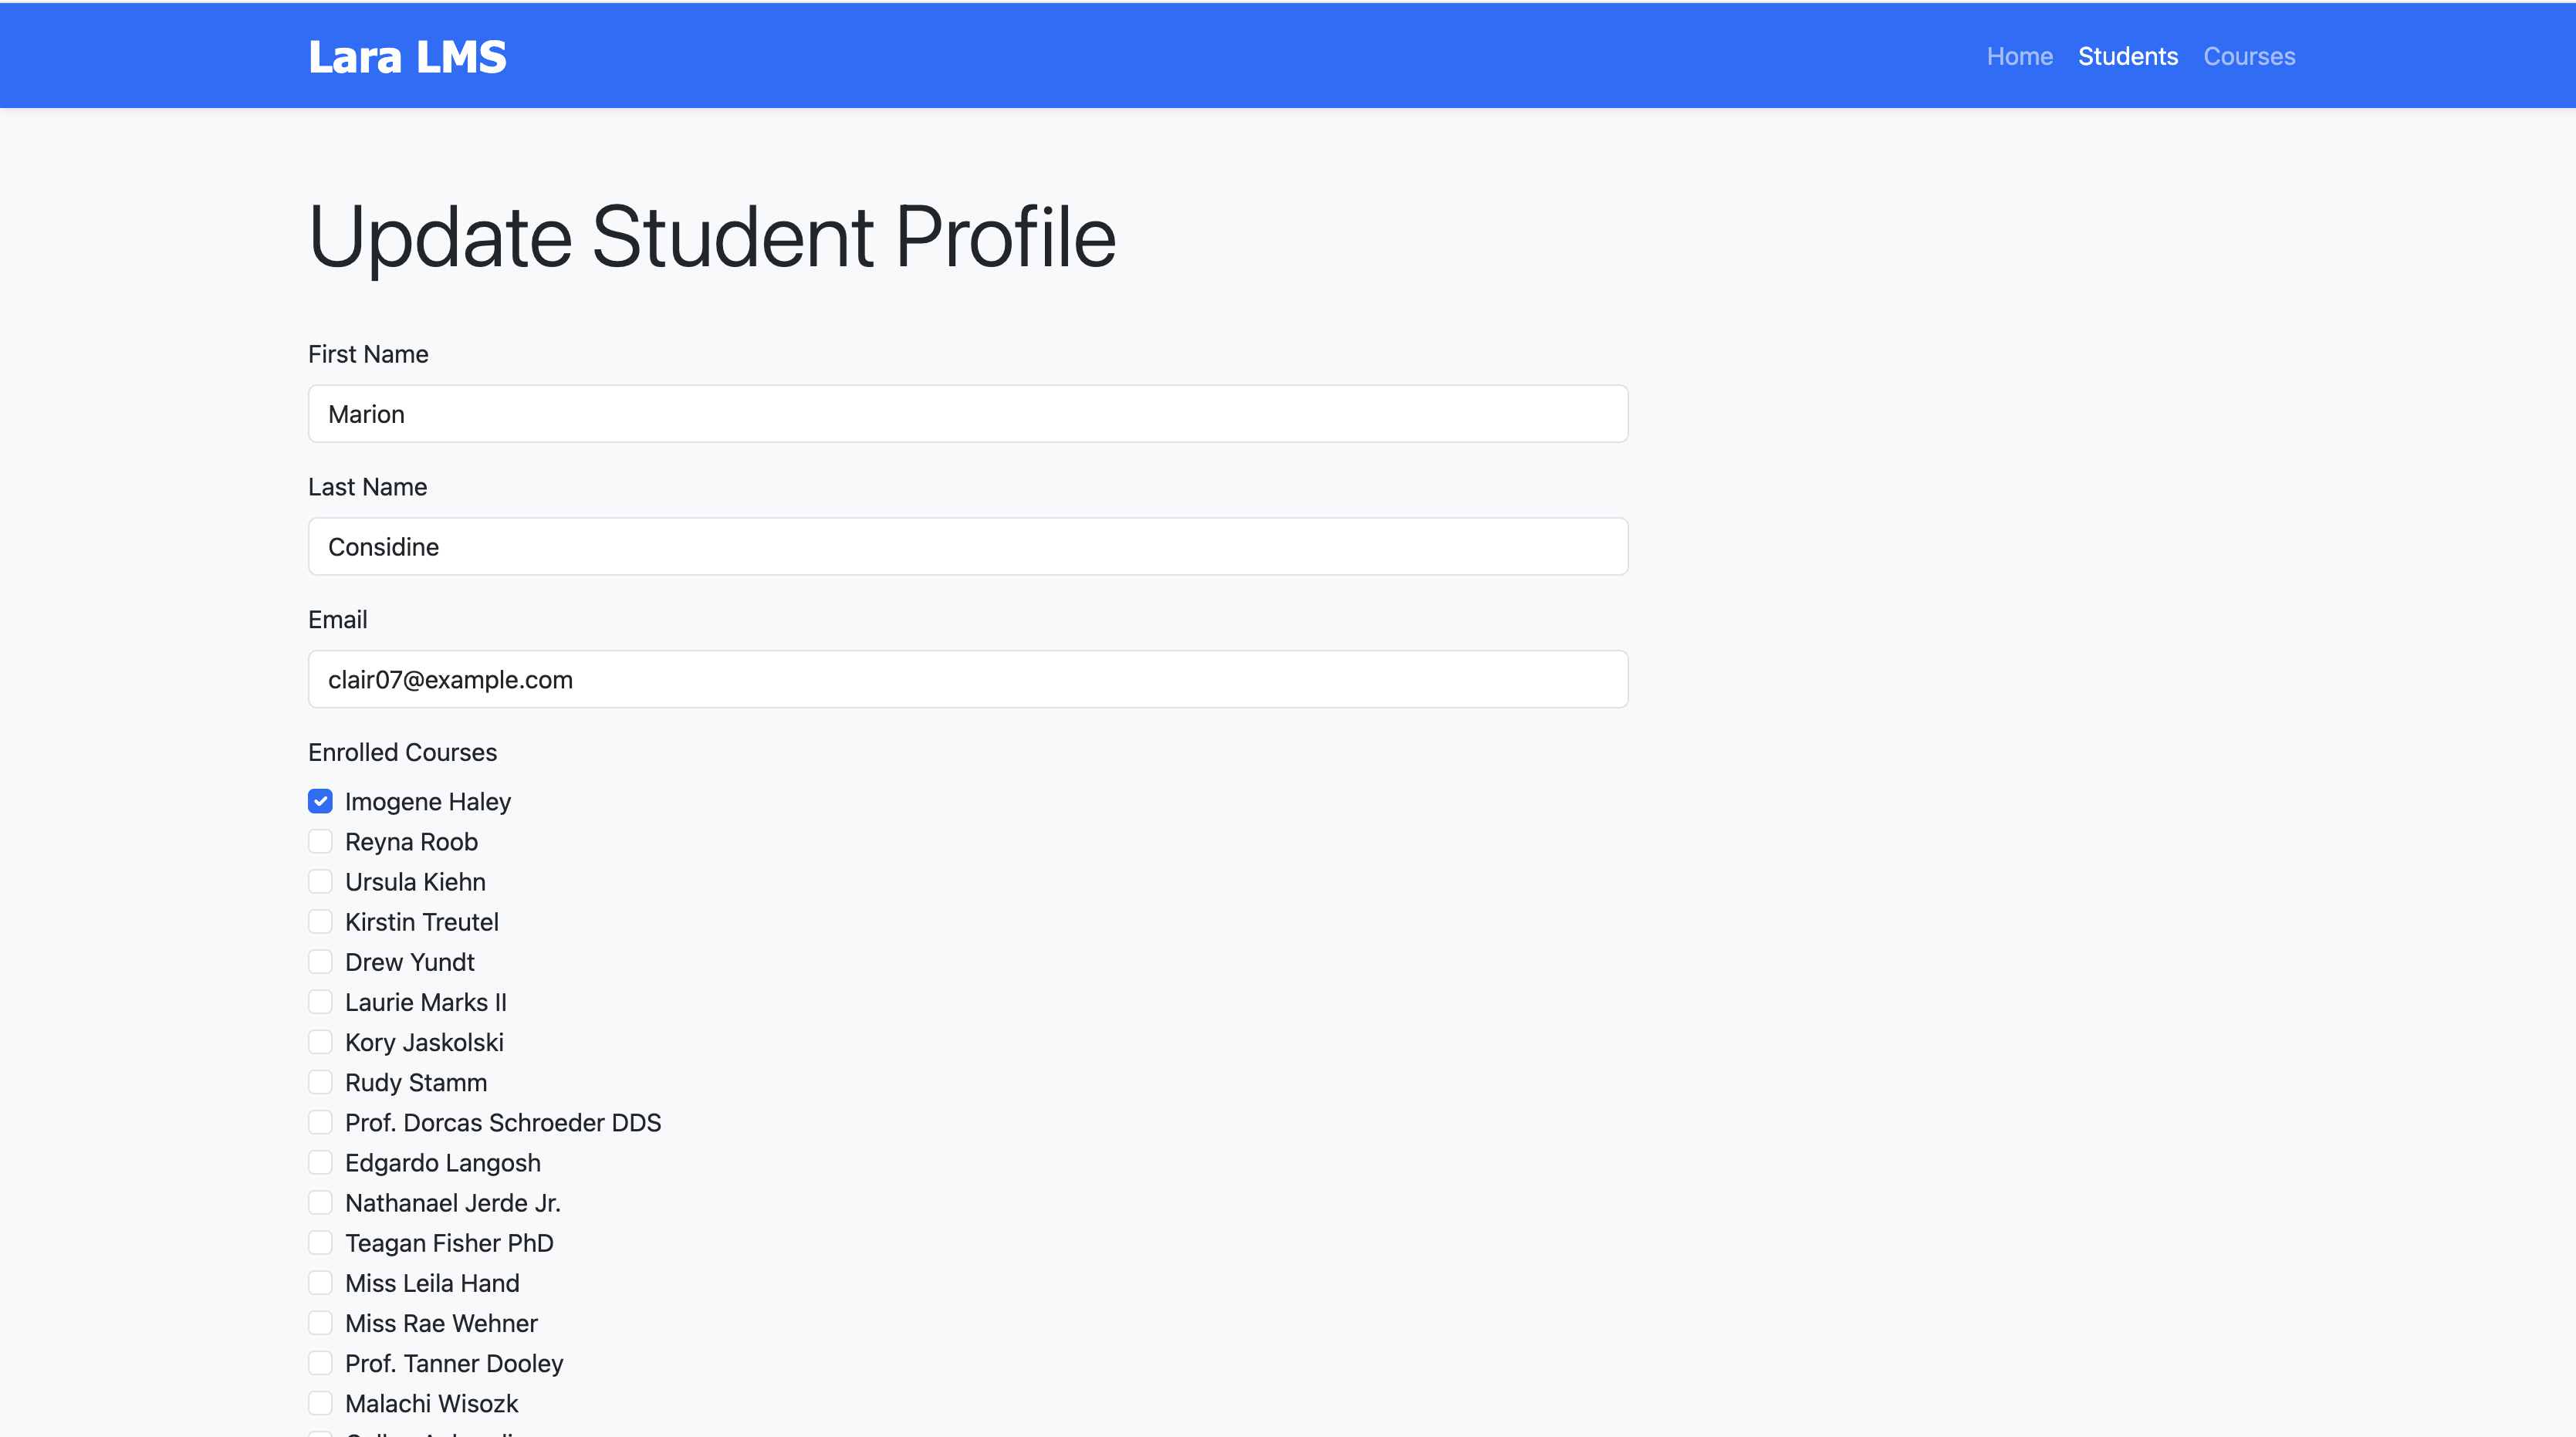 Lara LMS
Home Students Courses
Update Student Profile
First Name
Marion
Last Name
Considine
Email
clair07@example.com
Enrolled Courses
Imogene Haley
Reyna Roob
Ursula Kiehn
Kirstin Treutel
Drew Yundt
Laurie Marks II
Kory Jaskolski
Rudy Stamm
Prof. Dorcas Schroeder DDS
Edgardo Langosh
Nathanael Jerde Jr.
Teagan Fisher PhD
Miss Leila Hand
Miss Rae Wehner
Prof. Tanner Dooley
Malachi Wisozk